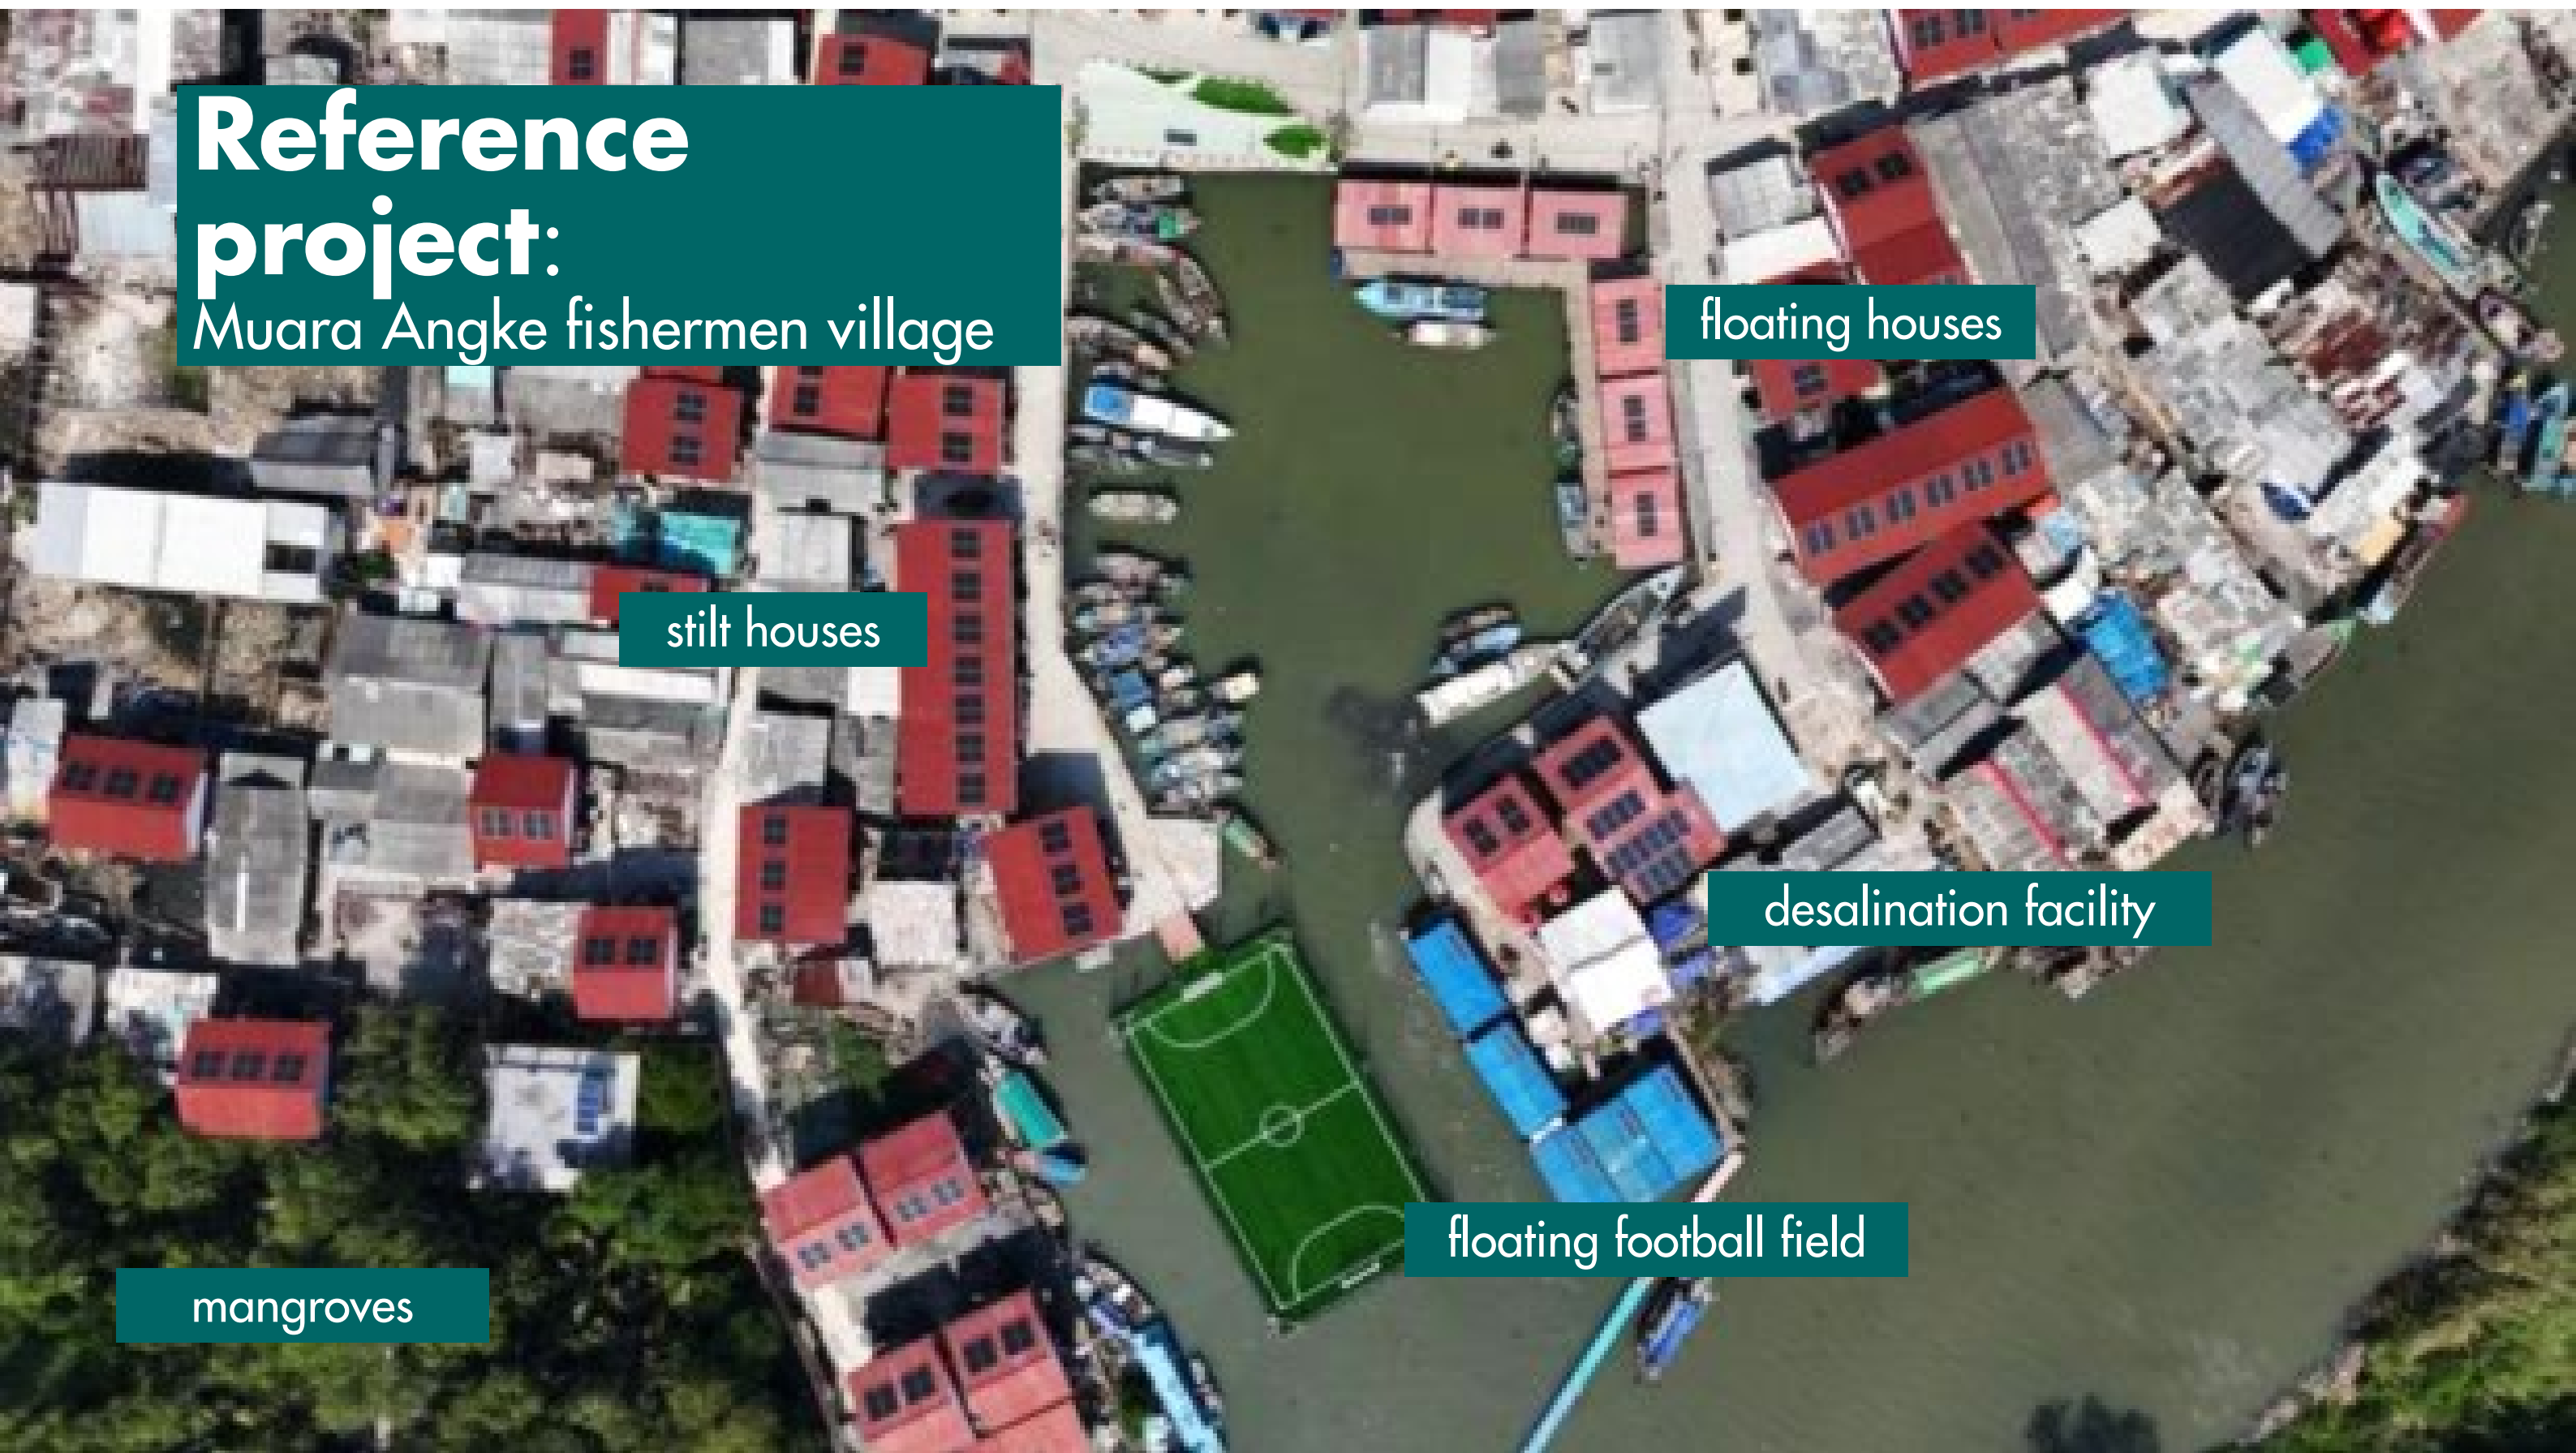 Reference
project:
Muara Angke fishermen village
floating houses
stilt houses
desalination facility
floating football field
mangroves